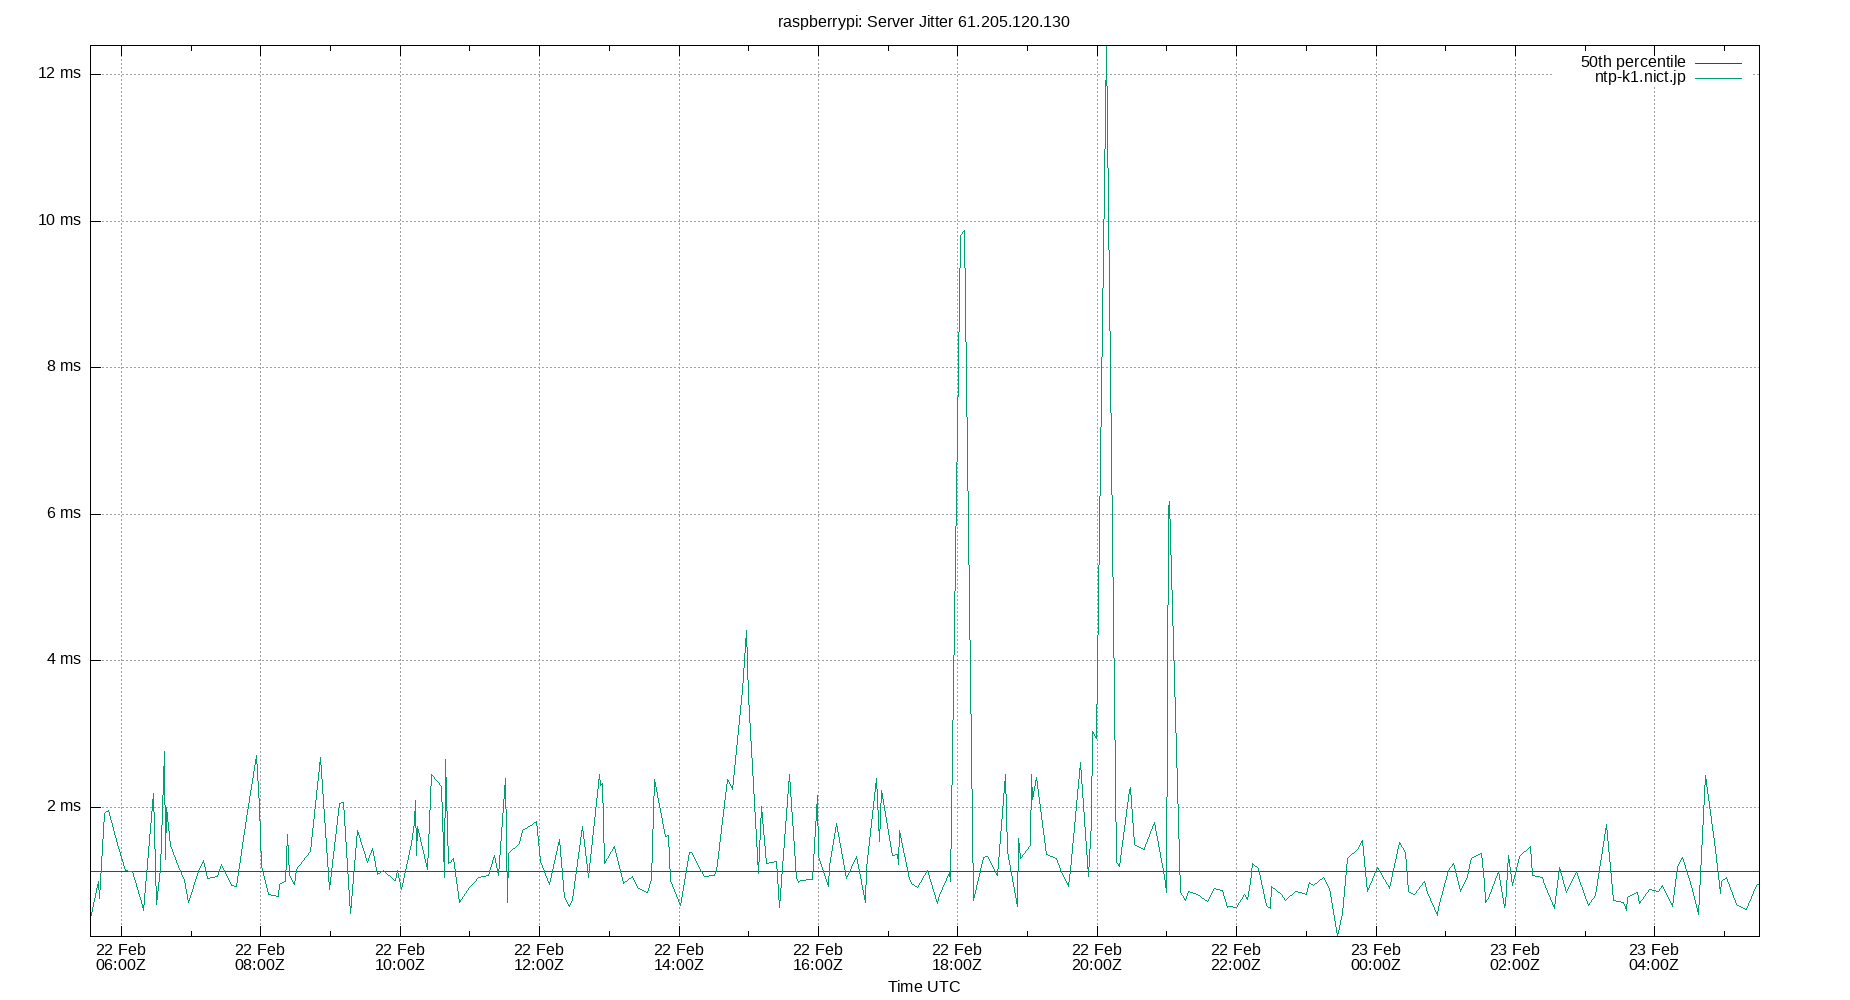 raspberrypi: Server Jitter 61.205.120.130
50th percentile
ntp-k1.nict.jp
12 ms
10 ms
8 ms
6 ms
4 ms
2 ms
22 Feb 22 Feb 22 Feb 22 Feb 22 Feb 22 Feb 22 Feb 22 Feb 22 Feb 23 Feb 23 Feb 23 Feb
06:00Z 08:00Z 10:00Z 12:00Z 14:00Z 16:00Z 18:00Z 20:00Z 22:00Z 00:00Z 02:00Z 04:00Z
Time UTC